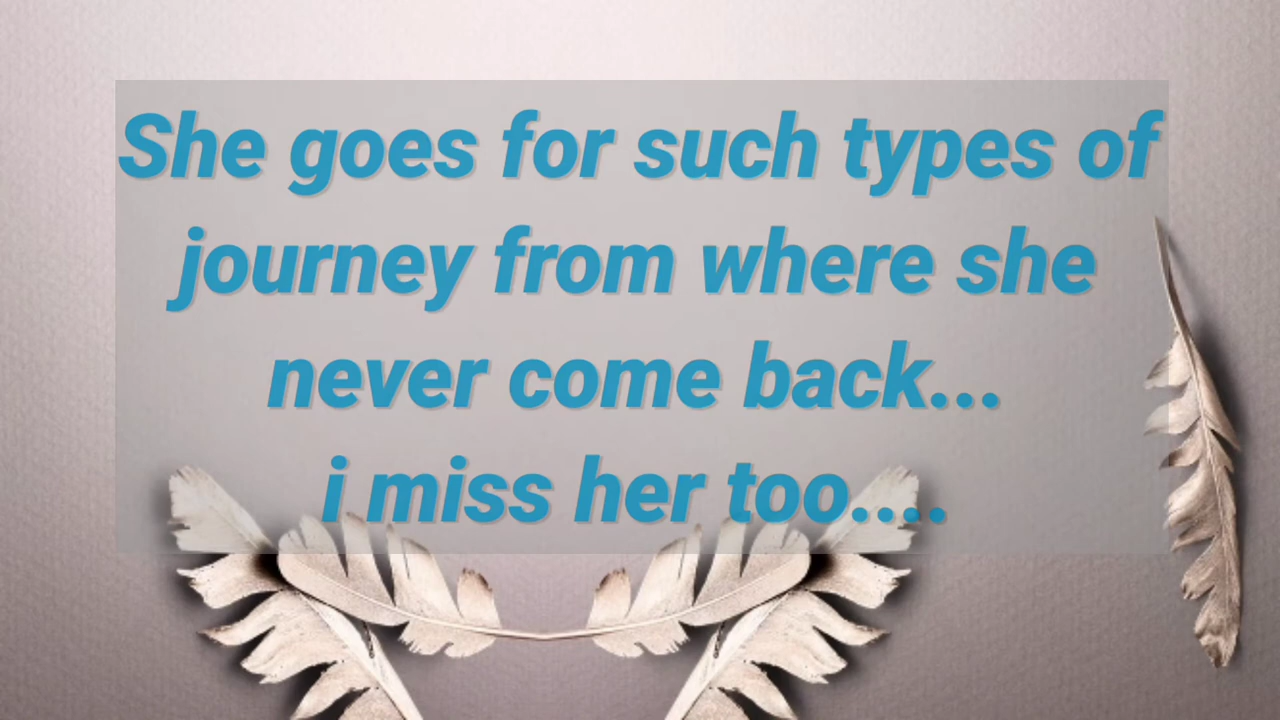 She goes for such types of
journey from where she
never come back...
i miss her too....